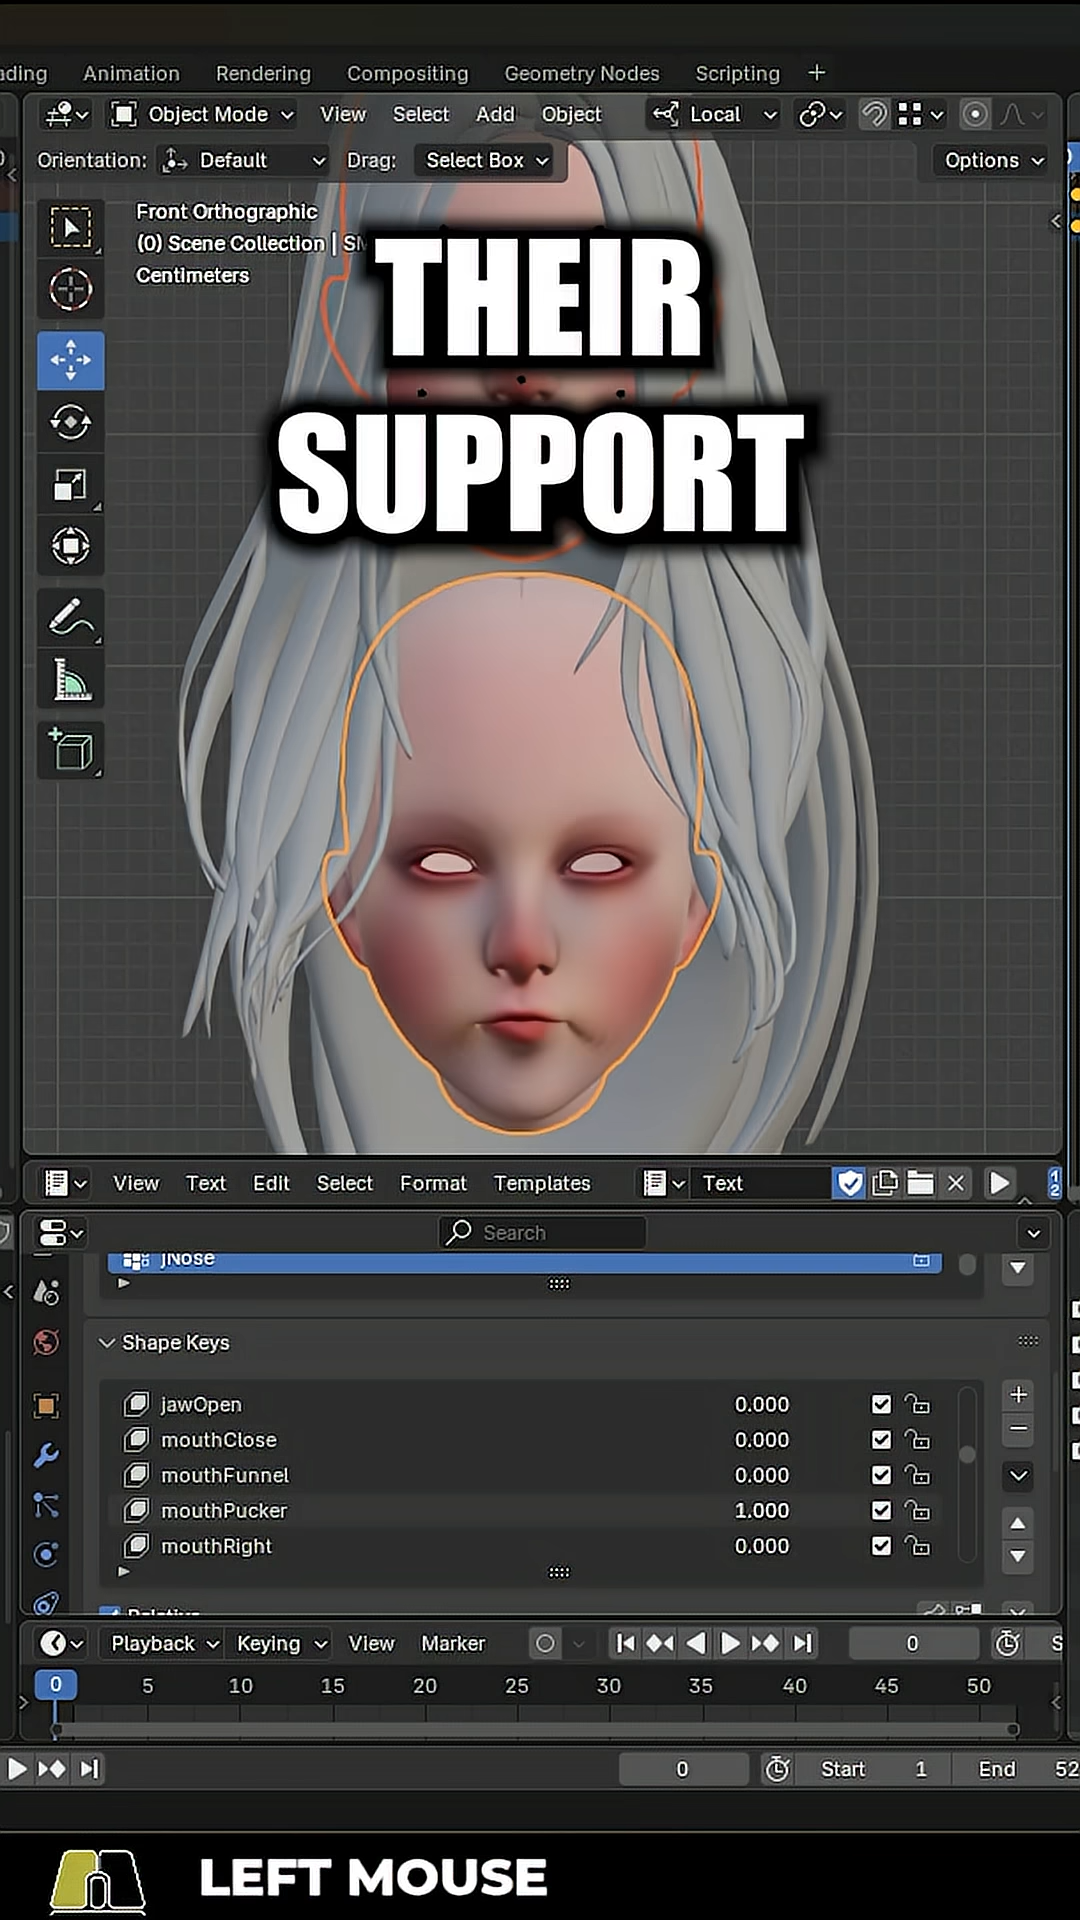 Animation Rendering Compositing Geometry Nodes Scripting +
Object Mode View Select Add Object Local
Orientation: Default Drag: Select Box Options
Front Orthographic
(0) Scene Collection |
Centimeters
THEIR
SUPPORT
View Text Edit Select Format Templates Text
Search
jNose
Shape Keys
jawOpen 0.000
mouthClose 0.000
mouthFunnel 0.000
mouthPucker 1.000
mouthRight 0.000
Relative
Playback Keying View Marker 0
0 5 10 15 20 25 30 35 40 45 50
0 Start 1 End 52
LEFT MOUSE